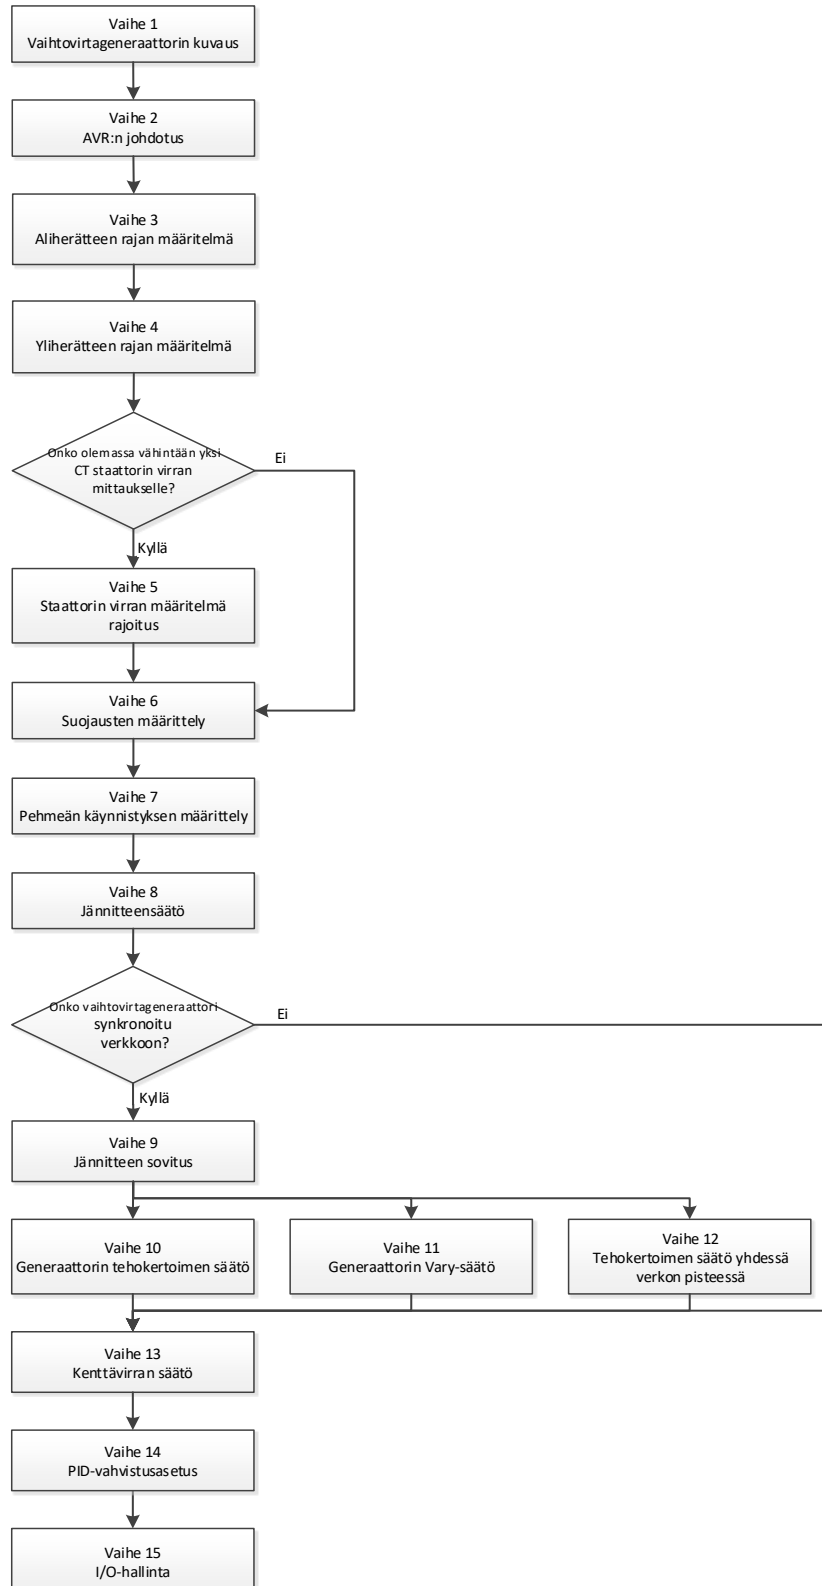 Vaihe 1
Vaihtovirtageneraattorin kuvaus
Vaihe 2
AVR:n johdotus
Vaihe 3
Aliherätteen rajan määritelmä
Vaihe 4
Yliherätteen rajan määritelmä
Onko olemassa vähintään yksi
CT staattorin virran
mittaukselle?
Ei
Kyllä
Vaihe 5
Staattorin virran määritelmä
rajoitus
Vaihe 6
Suojausten määrittely
Vaihe 7
Pehmeän käynnistyksen määrittely
Vaihe 8
Jännitteensäätö
Onko vaihtovirtageneraattori
synkronoitu
verkkoon?
Ei
Kyllä
Vaihe 9
Jännitteen sovitus
Vaihe 10
Generaattorin tehokertoimen säätö
Vaihe 11
Generaattorin Vary-säätö
Vaihe 12
Tehokertoimen säätö yhdessä
verkon pisteessä
Vaihe 13
Kenttävirran säätö
Vaihe 14
PID-vahvistusasetus
Vaihe 15
I/O-hallinta